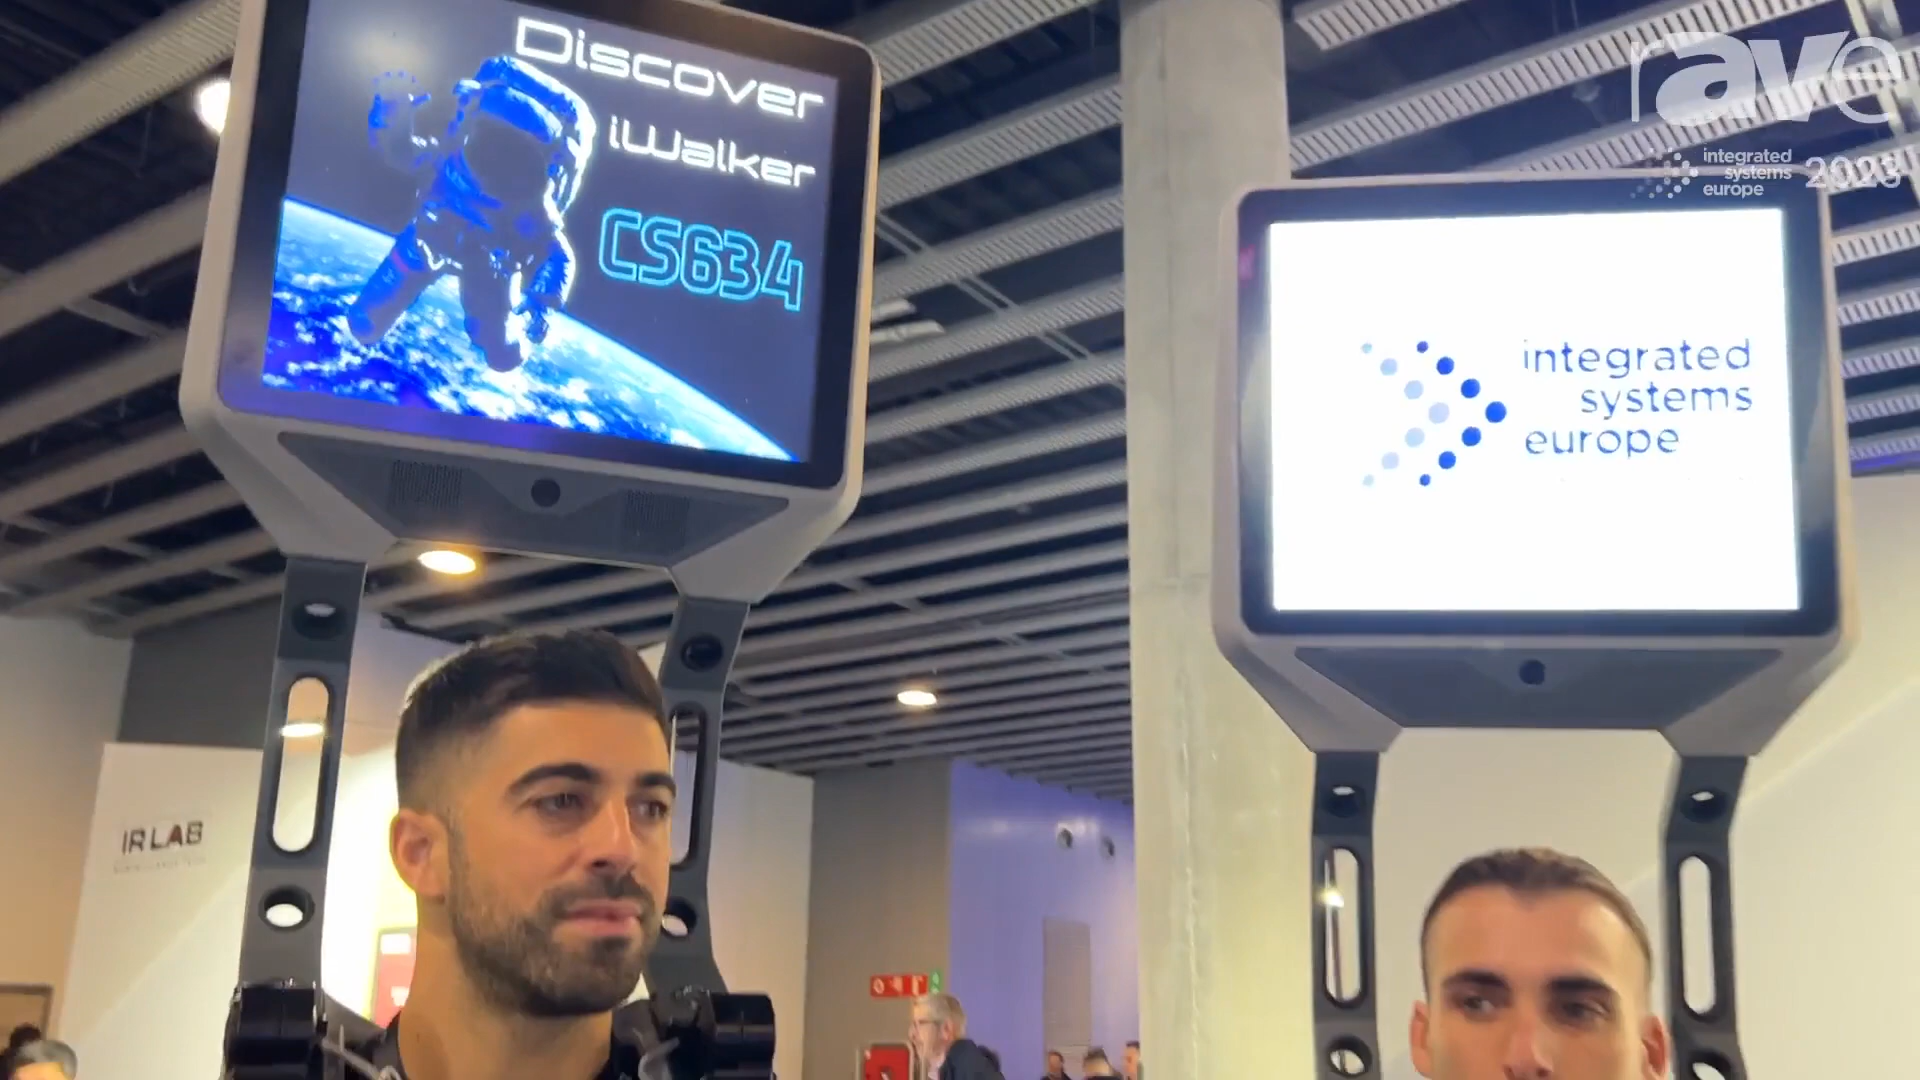 Discover
iWalker
CS634
rAVe
integrated
systems
europe
2023
integrated
systems
europe
IR LAB